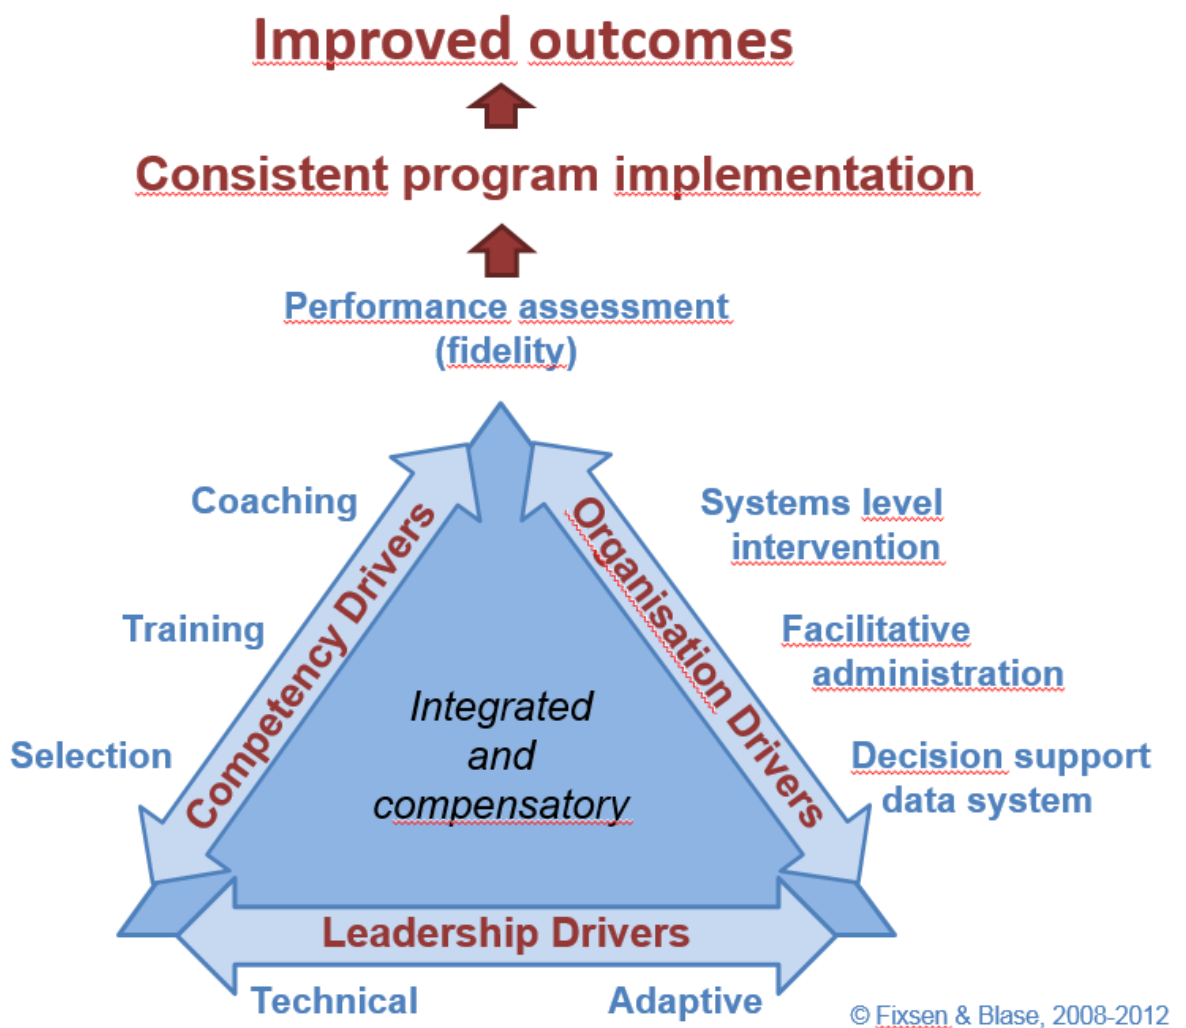 Improved outcomes
Consistent program implementation
Performance assessment
(fidelity)
Coaching
Training
Selection
Competency Drivers
Organisation Drivers
Systems level
intervention
Facilitative
administration
Decision support
data system
Integrated
and
compensatory
Leadership Drivers
Technical
Adaptive
© Fixsen & Blase, 2008-2012